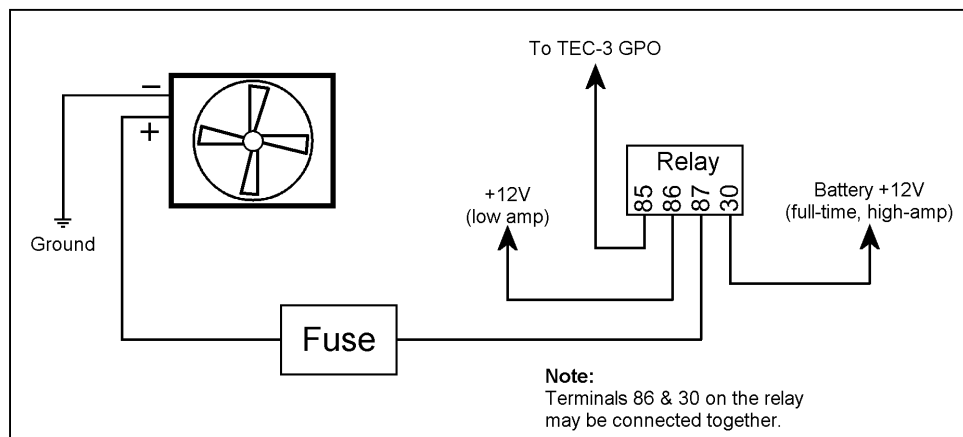 To TEC-3 GPO
−
+
Relay
85 86 87 30
+12V
(low amp)
Battery +12V
(full-time, high-amp)
Ground
Fuse
Note:
Terminals 86 & 30 on the relay
may be connected together.